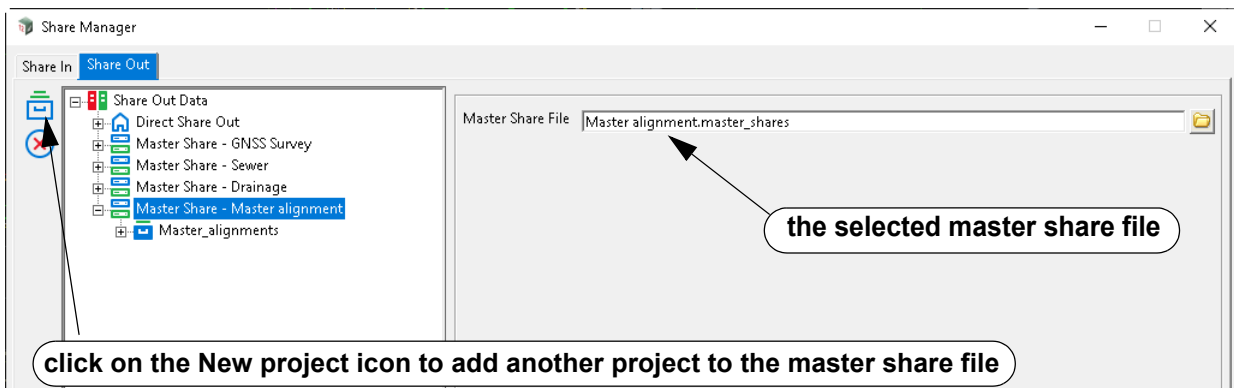 Share Manager
Share In
Share Out
Share Out Data
Direct Share Out
Master Share - GNSS Survey
Master Share - Sewer
Master Share - Drainage
Master Share - Master alignment
Master_alignments
Master Share File
Master alignment.master_shares
the selected master share file
click on the New project icon to add another project to the master share file